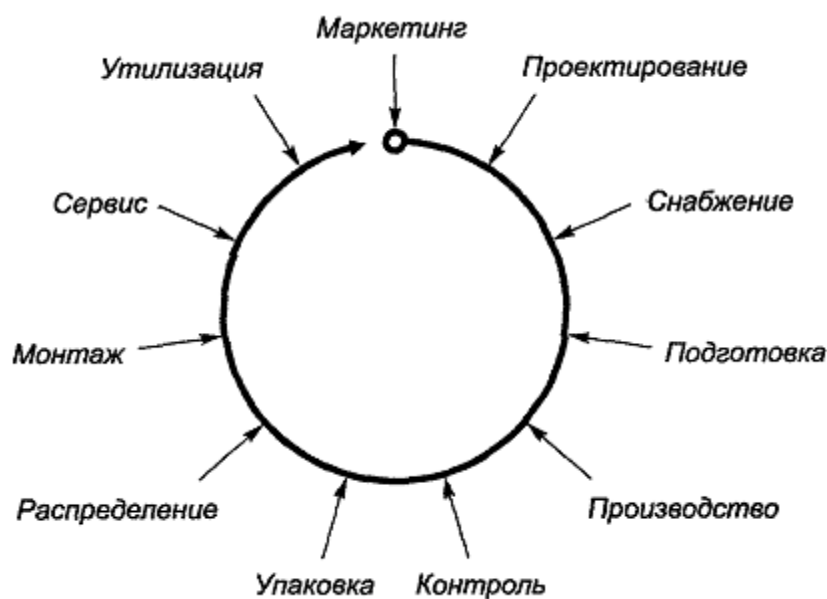 Маркетинг
Проектирование
Снабжение
Подготовка
Производство
Контроль
Упаковка
Распределение
Монтаж
Сервис
Утилизация